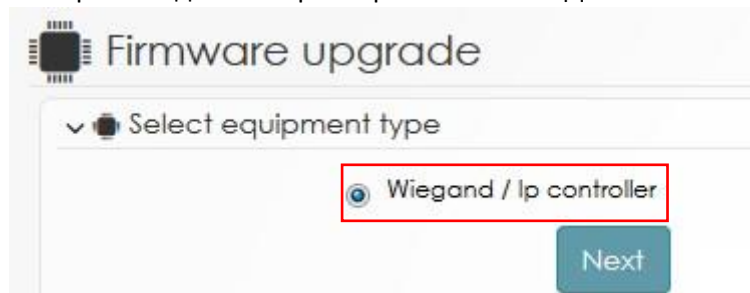 Firmware upgrade
Select equipment type
Wiegand / Ip controller
Next